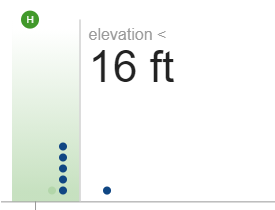 H
elevation <
16 ft